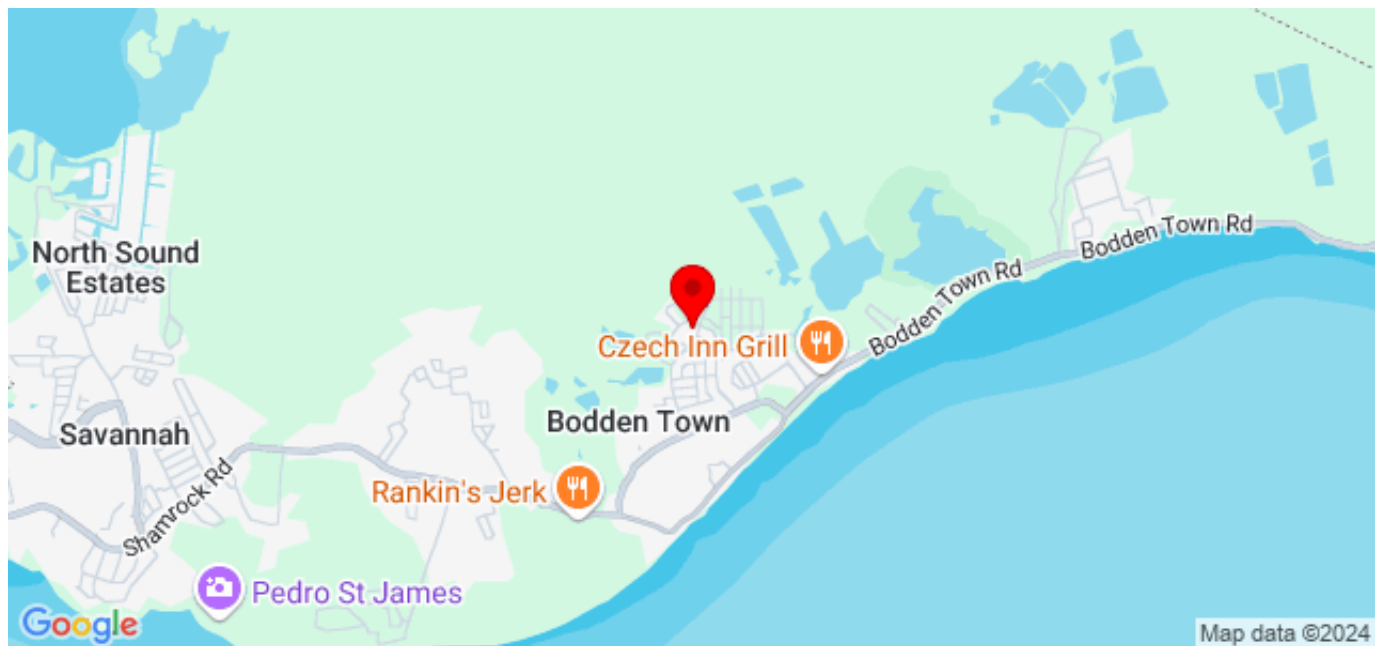 Bodden Town Rd
North Sound
Estates
Bodden Town Rd
Czech Inn Grill
Bodden Town
Savannah
Rankin's Jerk
Shamrock Rd
Pedro St James
Google
Map data ©2024